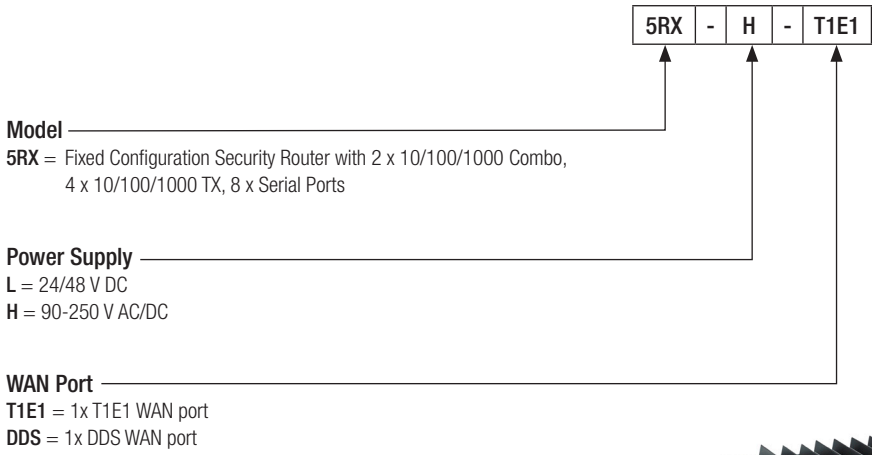 5RX - H - T1E1
Model
5RX = Fixed Configuration Security Router with 2 x 10/100/1000 Combo,
4 x 10/100/1000 TX, 8 x Serial Ports
Power Supply
L = 24/48 V DC
H = 90-250 V AC/DC
WAN Port
T1E1 = 1x T1E1 WAN port
DDS = 1x DDS WAN port